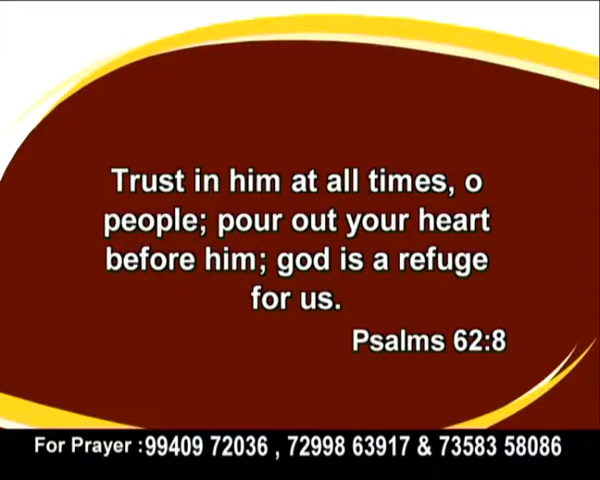 Trust in him at all times, o
people; pour out your heart
before him; god is a refuge
for us.
Psalms 62:8
For Prayer :99409 72036 , 72998 63917 & 73583 58086